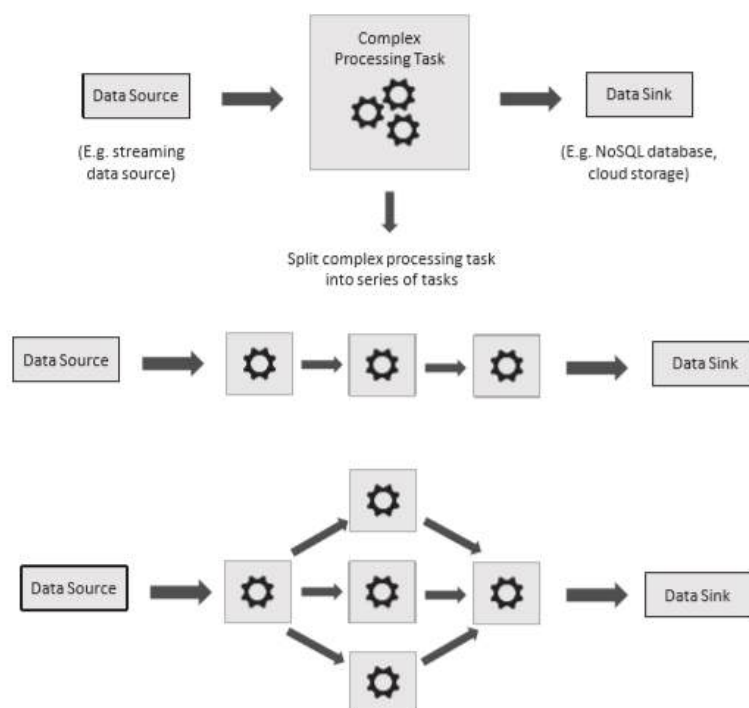 Complex
Processing Task
Data Source
Data Sink
(E.g. streaming
data source)
(E.g. NoSQL database,
cloud storage)
Split complex processing task
into series of tasks
Data Source
Data Sink
Data Source
Data Sink